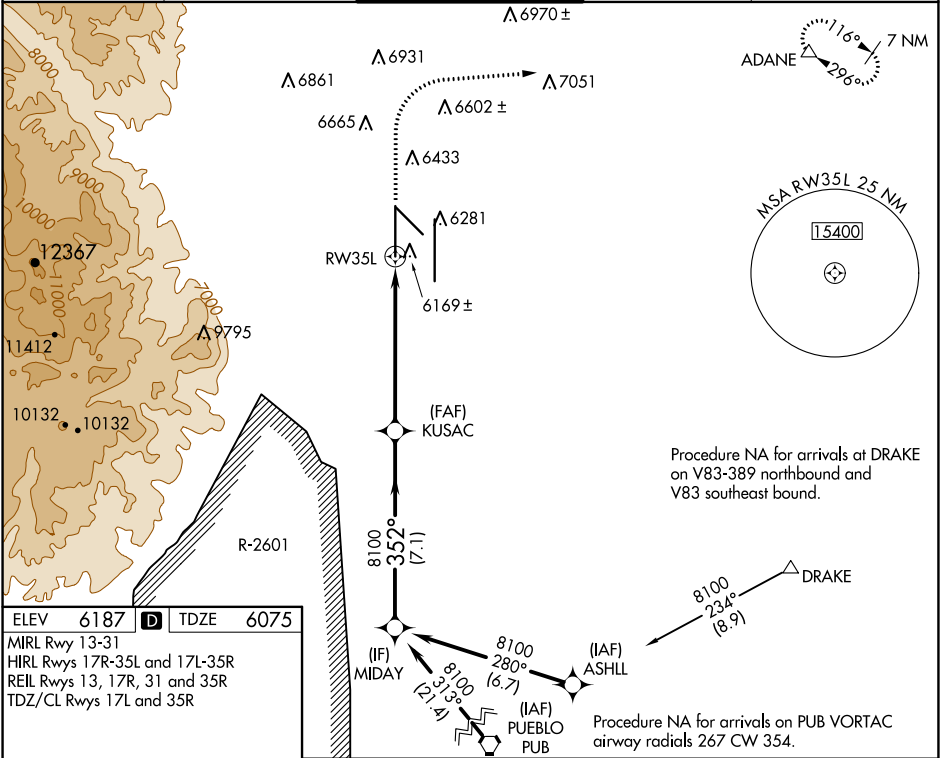 6970 ±
6931
6861
7051
6602 ±
6665
6433
6281
RW35L
6169 ±
ADANE
116°
7 NM
296°
MSA RW35L 25 NM
15400
8000
9000
10000
12367
11000
7000
9795
11412
10132
10132
(FAF)
KUSAC
8100
352°
(7.1)
R-2601
Procedure NA for arrivals at DRAKE
on V83-389 northbound and
V83 southeast bound.
DRAKE
8100
234°
(8.9)
(IAF)
ASHLL
8100
280°
(6.7)
(IF)
MIDAY
8100
313°
(21.4)
(IAF)
PUEBLO
PUB
Procedure NA for arrivals on PUB VORTAC
airway radials 267 CW 354.
ELEV 6187 D TDZE 6075
MIRL Rwy 13-31
HIRL Rwys 17R-35L and 17L-35R
REIL Rwys 13, 17R, 31 and 35R
TDZ/CL Rwys 17L and 35R